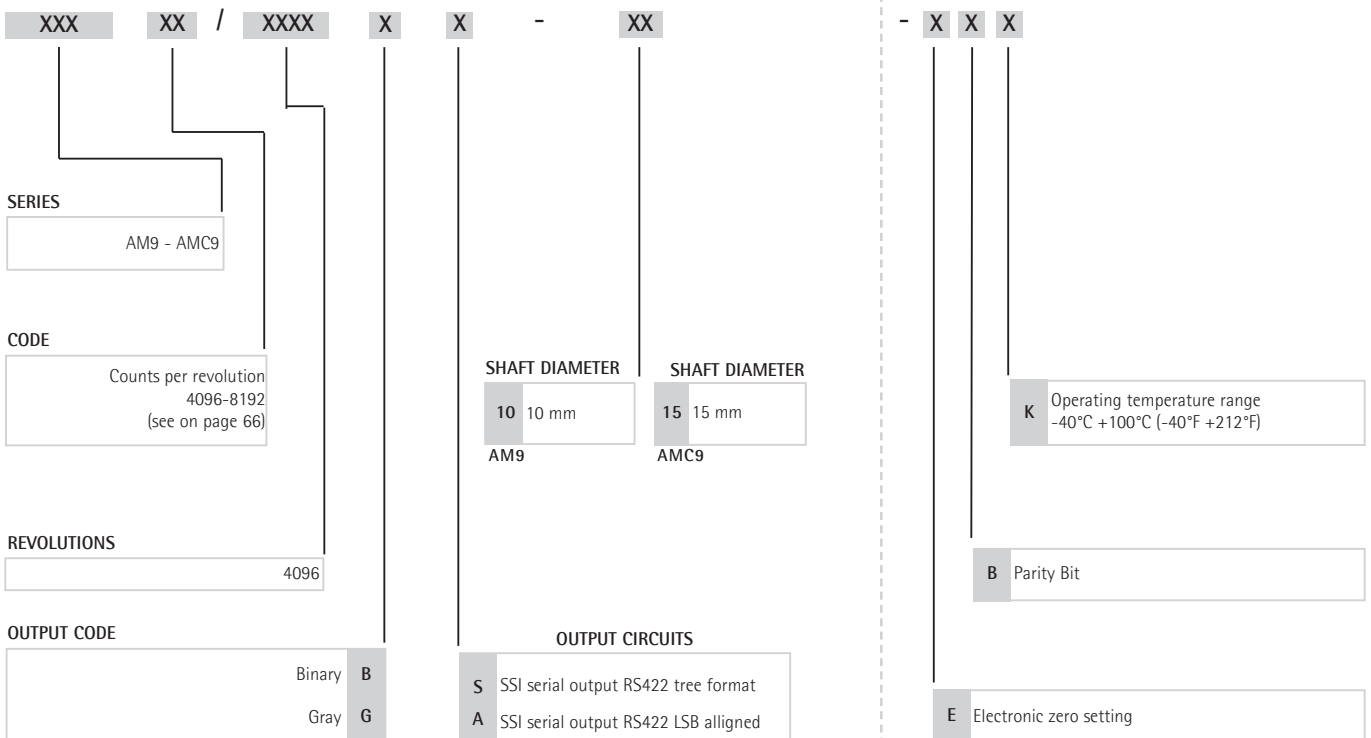 XXX XX / XXXX X X - XX - X X X
SERIES
AM9 - AMC9
CODE
Counts per revolution
4096-8192
(see on page 66)
SHAFT DIAMETER
10 10 mm
AM9
SHAFT DIAMETER
15 15 mm
AMC9
K Operating temperature range
-40°C +100°C (-40°F +212°F)
REVOLUTIONS
4096
B Parity Bit
OUTPUT CODE
Binary B
Gray G
OUTPUT CIRCUITS
S SSI serial output RS422 tree format
A SSI serial output RS422 LSB alligned
E Electronic zero setting